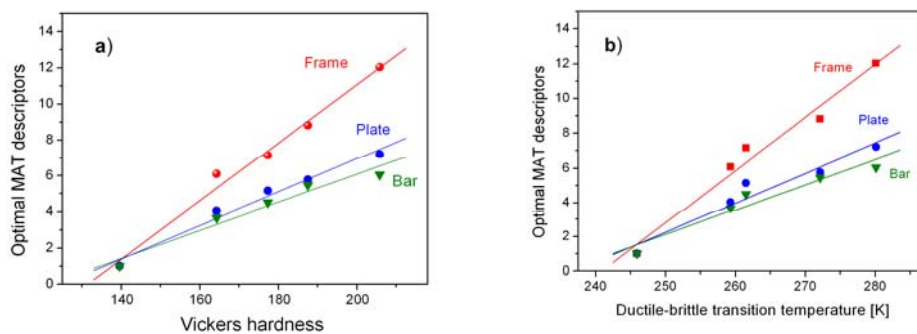 a)
Optimal MAT descriptors
14
12
10
8
6
4
2
0
Frame
Plate
Bar
140 160 180 200
Vickers hardness
b)
Optmal MAT descriptors
14
12
10
8
6
4
2
0
Frame
Plate
Bar
240 250 260 270 280
Ductile-brittle transition temperature [K]